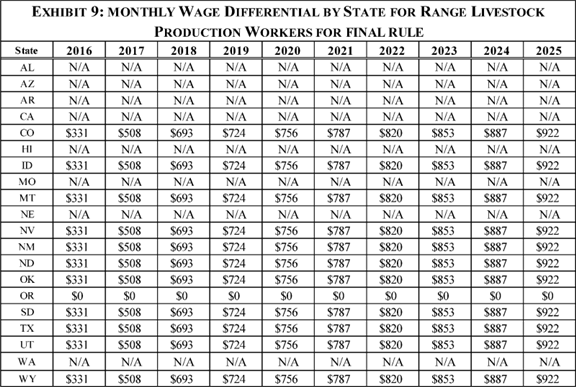 EXHIBIT 9: MONTHLY WAGE DIFFERENTIAL BY STATE FOR RANGE LIVESTOCK
PRODUCTION WORKERS FOR FINAL RULE
State 2016 2017 2018 2019 2020 2021 2022 2023 2024 2025
AL N/A N/A N/A N/A N/A N/A N/A N/A N/A N/A
AZ N/A N/A N/A N/A N/A N/A N/A N/A N/A N/A
AR N/A N/A N/A N/A N/A N/A N/A N/A N/A N/A
CA N/A N/A N/A N/A N/A N/A N/A N/A N/A N/A
CO $331 $508 $693 $724 $756 $787 $820 $853 $887 $922
HI N/A N/A N/A N/A N/A N/A N/A N/A N/A N/A
ID $331 $508 $693 $724 $756 $787 $820 $853 $887 $922
MO N/A N/A N/A N/A N/A N/A N/A N/A N/A N/A
MT $331 $508 $693 $724 $756 $787 $820 $853 $887 $922
NE N/A N/A N/A N/A N/A N/A N/A N/A N/A N/A
NV $331 $508 $693 $724 $756 $787 $820 $853 $887 $922
NM $331 $508 $693 $724 $756 $787 $820 $853 $887 $922
ND $331 $508 $693 $724 $756 $787 $820 $853 $887 $922
OK $331 $508 $693 $724 $756 $787 $820 $853 $887 $922
OR $0 $0 $0 $0 $0 $0 $0 $0 $0 $0
SD $331 $508 $693 $724 $756 $787 $820 $853 $887 $922
TX $331 $508 $693 $724 $756 $787 $820 $853 $887 $922
UT $331 $508 $693 $724 $756 $787 $820 $853 $887 $922
WA N/A N/A N/A N/A N/A N/A N/A N/A N/A N/A
WY $331 $508 $693 $724 $756 $787 $820 $853 $887 $922